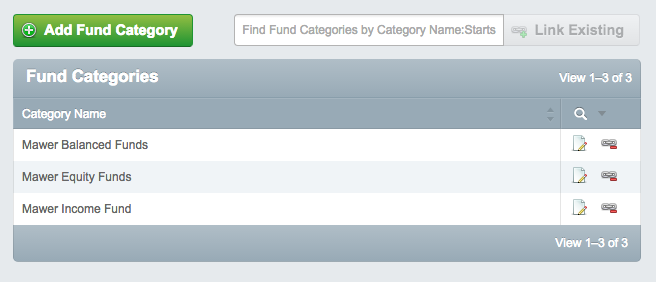 Add Fund Category
Find Fund Categories by Category Name:Starts
Link Existing
Fund Categories
View 1–3 of 3
Category Name
Mawer Balanced Funds
Mawer Equity Funds
Mawer Income Fund
View 1–3 of 3